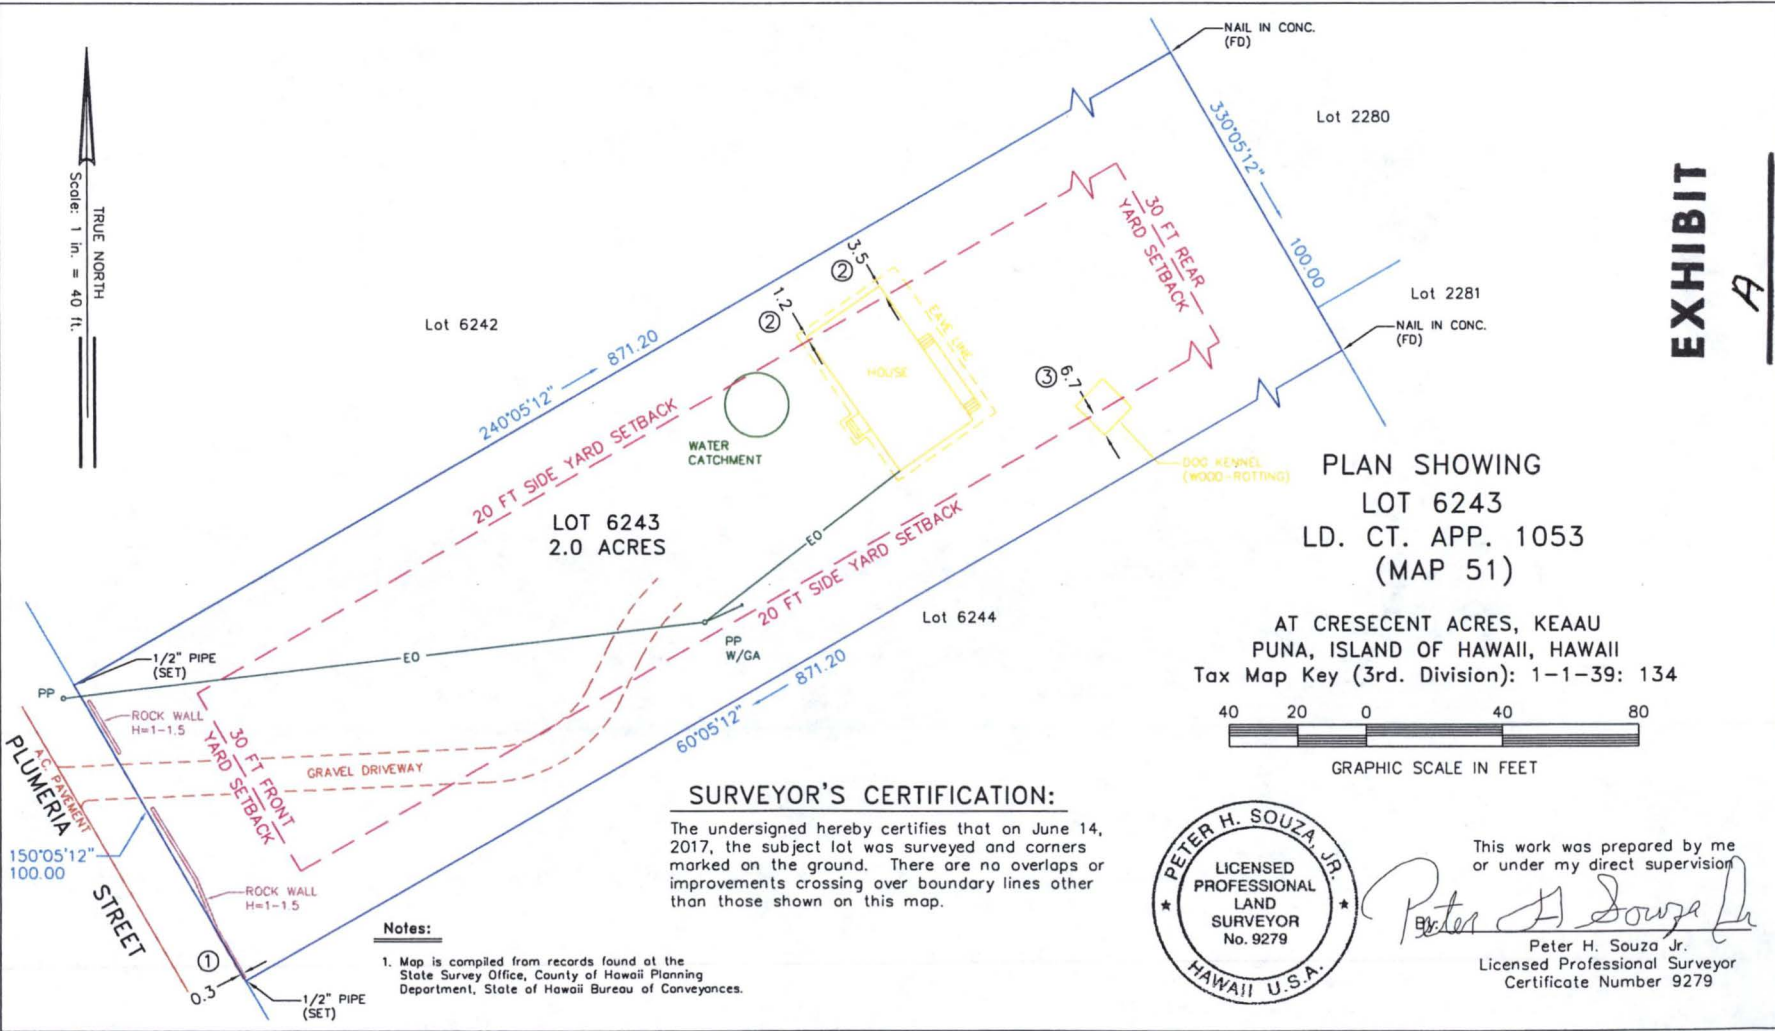 NAIL IN CONC.
(FD)
Lot 2280
330°05'12"
100.00
Lot 2281
NAIL IN CONC.
(FD)
EXHIBIT
A
TRUE NORTH
Scale: 1 in. = 40 ft.
Lot 6242
240°05'12"
871.20
20 FT SIDE YARD SETBACK
30 FT REAR
YARD SETBACK
3.5
2
1.2
2
EAVE LINE
HOUSE
WATER
CATCHMENT
3
6.7
DOG KENNEL
(WOOD-ROTTING)
LOT 6243
2.0 ACRES
EO
20 FT SIDE YARD SETBACK
Lot 6244
PP
W/GA
EO
60°05'12"
871.20
1/2" PIPE
(SET)
PP
ROCK WALL
H=1-1.5
30 FT FRONT
YARD SETBACK
GRAVEL DRIVEWAY
A.C. PAVEMENT
PLUMERIA
STREET
150°05'12"
100.00
ROCK WALL
H=1-1.5
1
0.3
1/2" PIPE
(SET)
PLAN SHOWING
LOT 6243
LD. CT. APP. 1053
(MAP 51)
AT CRESECENT ACRES, KEAAU
PUNA, ISLAND OF HAWAII, HAWAII
Tax Map Key (3rd. Division): 1-1-39: 134
40 20 0 40 80
GRAPHIC SCALE IN FEET
SURVEYOR'S CERTIFICATION:
The undersigned hereby certifies that on June 14,
2017, the subject lot was surveyed and corners
marked on the ground. There are no overlaps or
improvements crossing over boundary lines other
than those shown on this map.
Notes:
1. Map is compiled from records found at the
State Survey Office, County of Hawaii Planning
Department, State of Hawaii Bureau of Conveyances.
PETER H. SOUZA, JR.
LICENSED
PROFESSIONAL
LAND
SURVEYOR
No. 9279
HAWAII U.S.A.
This work was prepared by me
or under my direct supervision
By: Peter H Souza Jr
Peter H. Souza Jr.
Licensed Professional Surveyor
Certificate Number 9279